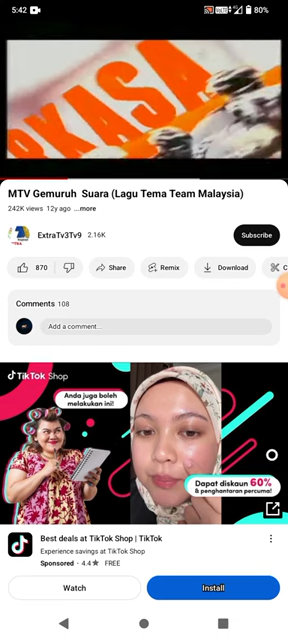 5:42
80%
RKASA
MTV Gemuruh Suara (Lagu Tema Team Malaysia)
242K views 12y ago ...more
ExtraTv3Tv9 2.16K
Subscribe
870
Share
Remix
Download
C
Comments 108
Add a comment...
TikTok Shop
Anda juga boleh
melakukan ini!
Dapat diskaun 60%
& penghantaran percuma!
Best deals at TikTok Shop | TikTok
Experience savings at TikTok Shop
Sponsored · 4.4★ FREE
Watch
Install